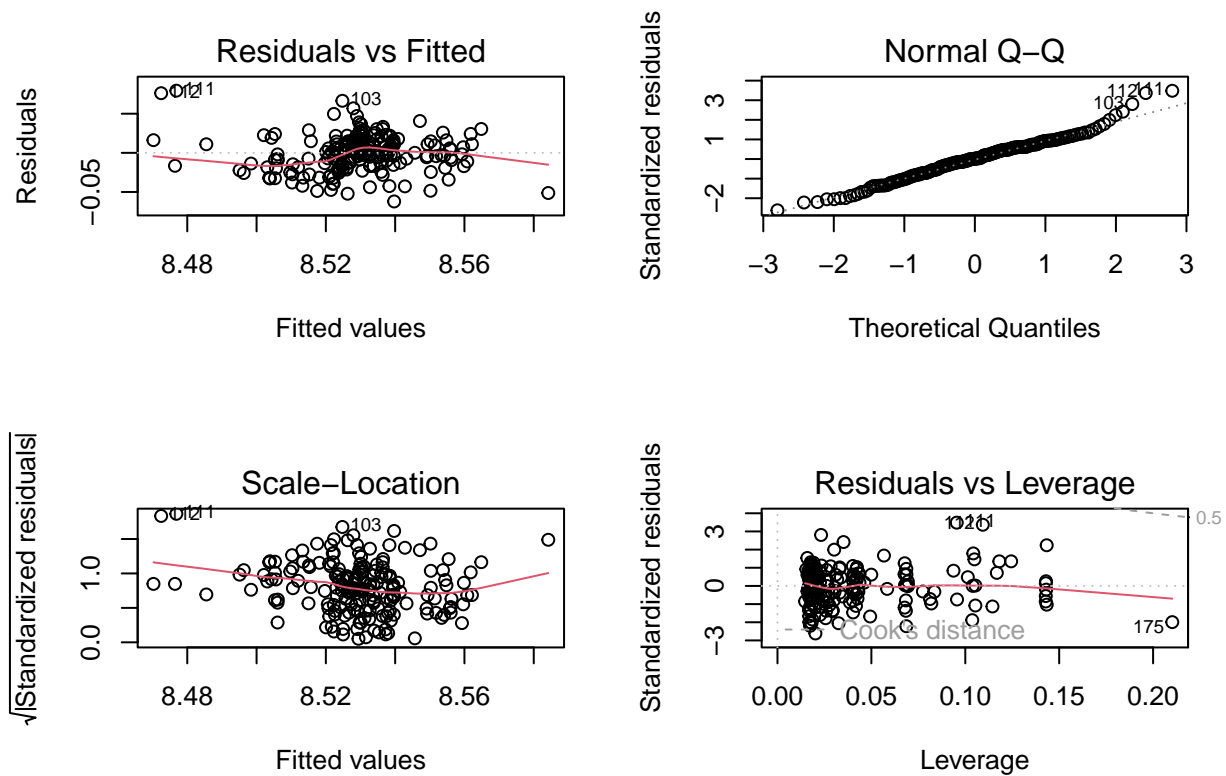 Residuals vs Fitted
Residuals
−0.05
112
111
103
8.48 8.52 8.56
Fitted values
Normal Q−Q
Standardized residuals
3
1
−2
103
112
111
−3 −2 −1 0 1 2 3
Theoretical Quantiles
Scale−Location
√|Standardized residuals|
1.0
0.0
112
111
103
8.48 8.52 8.56
Fitted values
Residuals vs Leverage
Standardized residuals
3
0
−3
112
111
0.5
175
Cook's distance
0.00 0.05 0.10 0.15 0.20
Leverage